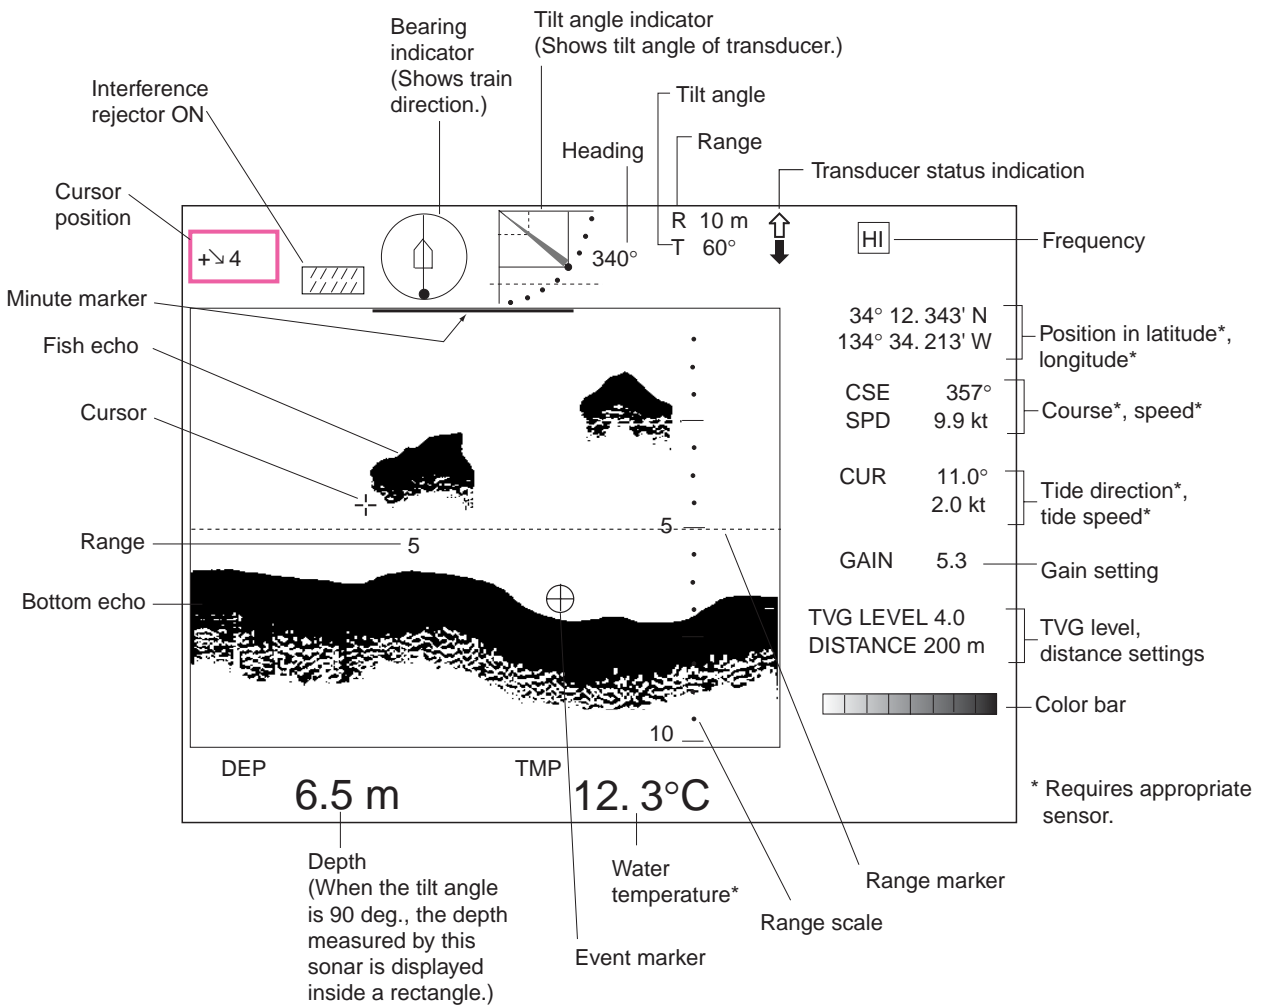 Bearing
indicator
(Shows train
direction.)
Tilt angle indicator
(Shows tilt angle of transducer.)
Interference
rejector ON
Tilt angle
Range
Heading
Transducer status indication
Cursor
position
R 10 m
T 60°
340°
HI
Frequency
+↘ 4
Minute marker
Fish echo
Cursor
34° 12. 343' N
134° 34. 213' W
Position in latitude*,
longitude*
CSE 357°
SPD 9.9 kt
Course*, speed*
CUR 11.0°
2.0 kt
Tide direction*,
tide speed*
5
Range
5
GAIN 5.3
Gain setting
Bottom echo
TVG LEVEL 4.0
DISTANCE 200 m
TVG level,
distance settings
Color bar
10
DEP
6.5 m
TMP
12. 3°C
* Requires appropriate
sensor.
Depth
(When the tilt angle
is 90 deg., the depth
measured by this
sonar is displayed
inside a rectangle.)
Water
temperature*
Range marker
Range scale
Event marker